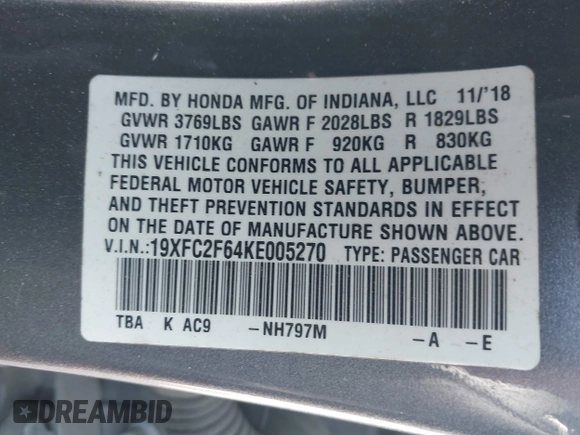 MFD. BY HONDA MFG. OF INDIANA, LLC 11/'18
GVWR 3769LBS GAWR F 2028LBS R 1829LBS
GVWR 1710KG GAWR F 920KG R 830KG
THIS VEHICLE CONFORMS TO ALL APPLICABLE
FEDERAL MOTOR VEHICLE SAFETY, BUMPER,
AND THEFT PREVENTION STANDARDS IN EFFECT
ON THE DATE OF MANUFACTURE SHOWN ABOVE.
V.I.N.:19XFC2F64KE005270 TYPE: PASSENGER CAR
TBA K AC9 -NH797M -A -E
DREAMBID